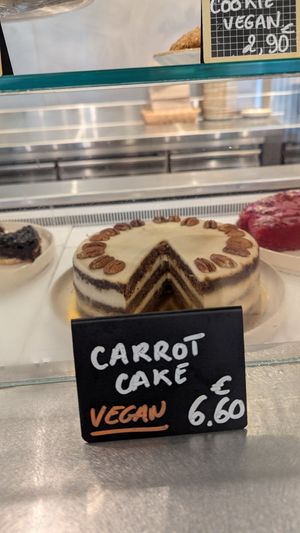 COOKIE
VEGAN
2,90 €
CARROT
CAKE
VEGAN
€
6.60